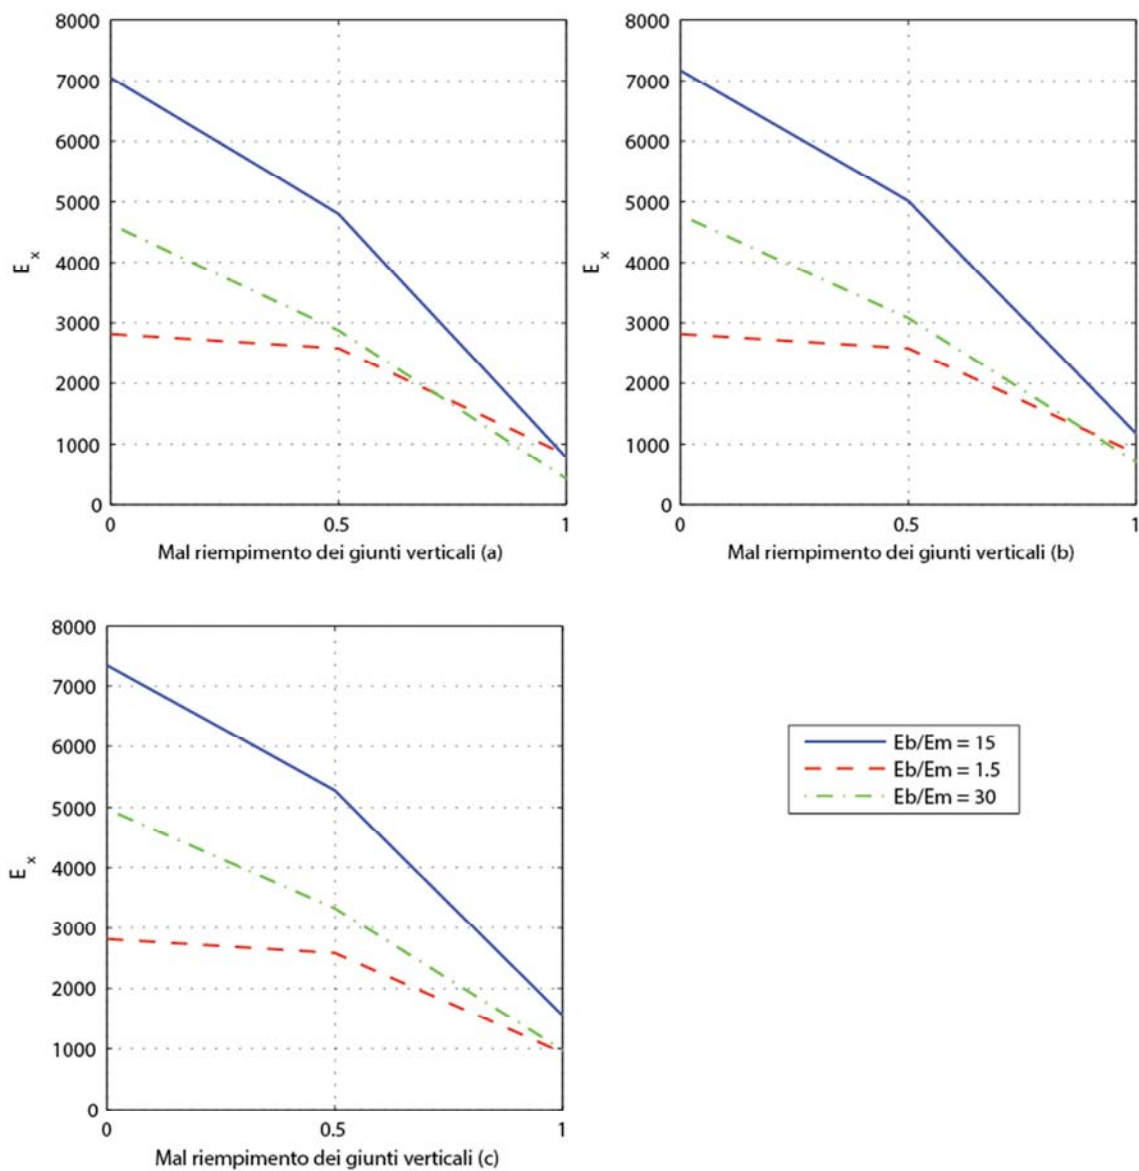 8000
7000
6000
5000
4000
3000
2000
1000
0
E x
0 0.5 1
Mal riempimento dei giunti verticali (a)
8000
7000
6000
5000
4000
3000
2000
1000
0
E x
0 0.5 1
Mal riempimento dei giunti verticali (b)
8000
7000
6000
5000
4000
3000
2000
1000
0
E x
0 0.5 1
Mal riempimento dei giunti verticali (c)
Eb/Em = 15
Eb/Em = 1.5
Eb/Em = 30